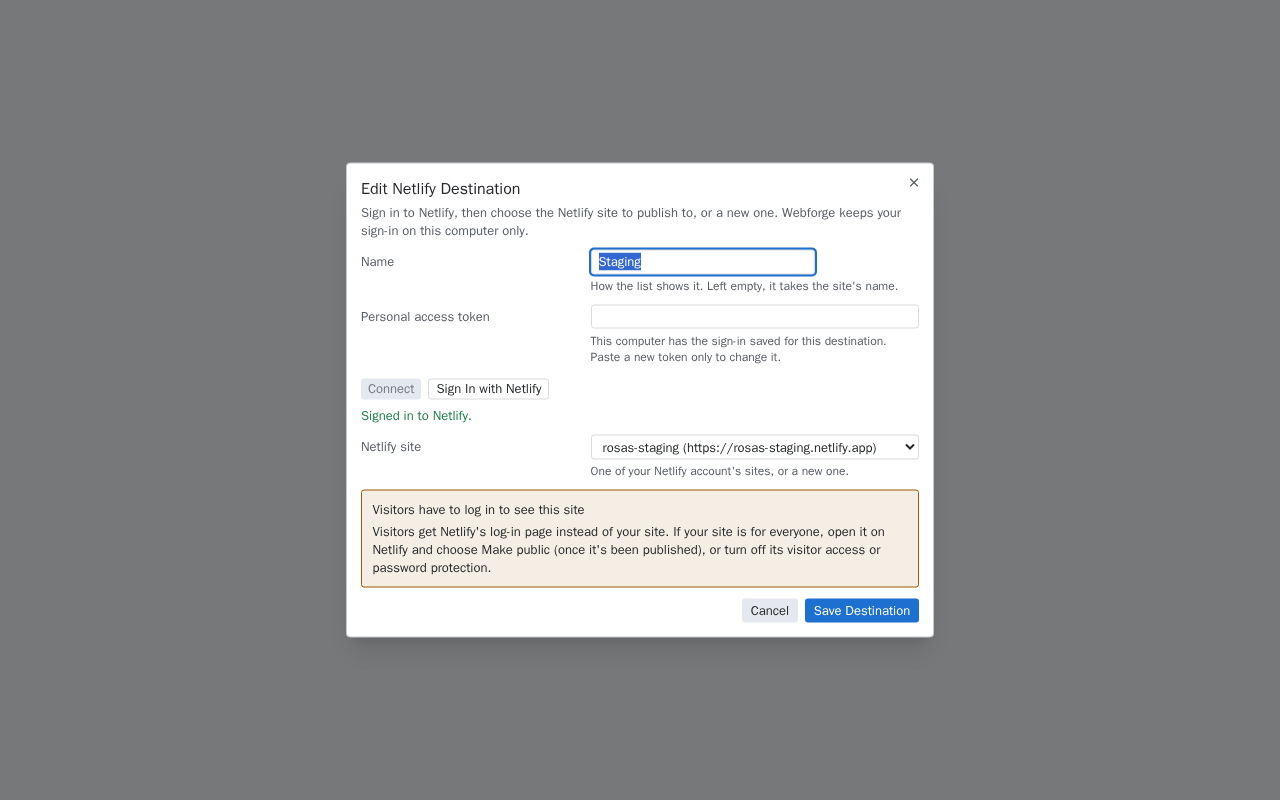 Edit Netlify Destination
×
Sign in to Netlify, then choose the Netlify site to publish to, or a new one. Webforge keeps your
sign-in on this computer only.
Name
Staging
How the list shows it. Left empty, it takes the site's name.
Personal access token
This computer has the sign-in saved for this destination.
Paste a new token only to change it.
Connect
Sign In with Netlify
Signed in to Netlify.
Netlify site
rosas-staging (https://rosas-staging.netlify.app)
One of your Netlify account's sites, or a new one.
Visitors have to log in to see this site
Visitors get Netlify's log-in page instead of your site. If your site is for everyone, open it on
Netlify and choose Make public (once it's been published), or turn off its visitor access or
password protection.
Cancel
Save Destination